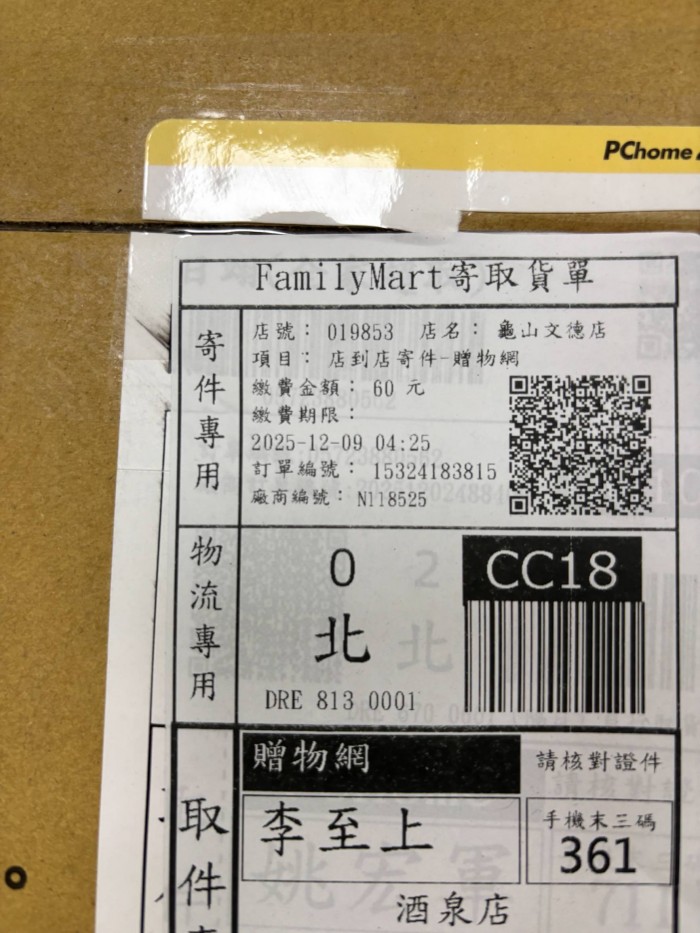 PChome
FamilyMart寄取貨單
寄件專用
店號： 019853 店名： 龜山文德店
項目： 店到店寄件-贈物網
繳費金額： 60 元
繳費期限：
2025-12-09 04:25
訂單編號： 15324183815
廠商編號： N118525
物流專用
0
北
DRE 813 0001
CC18
取件
贈物網
請核對證件
李至上
手機末三碼
361
酒泉店